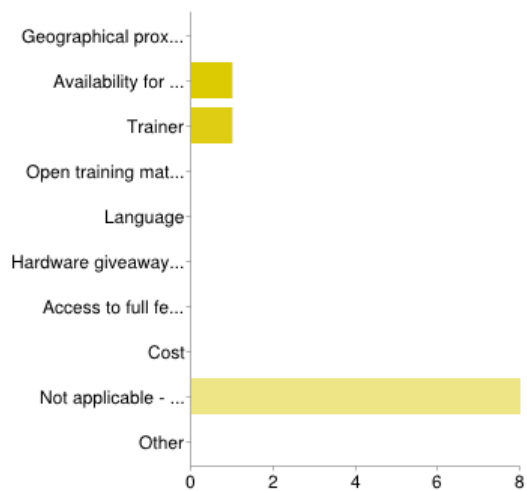 Geographical prox...
Availability for ...
Trainer
Open training mat...
Language
Hardware giveaway...
Access to full fe...
Cost
Not applicable - ...
Other
0 2 4 6 8